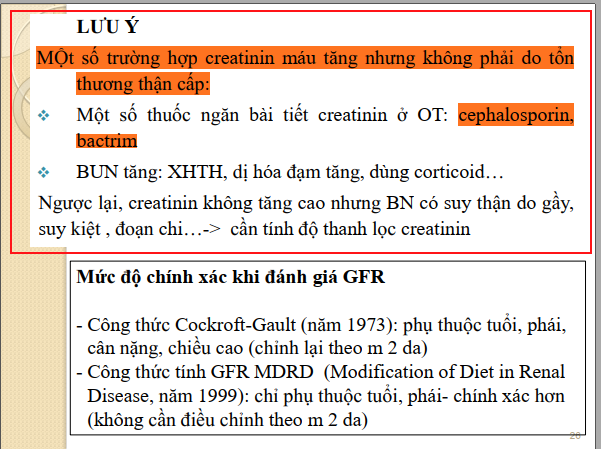 LƯU Ý
MỘt số trường hợp creatinin máu tăng nhưng không phải do tổn
thương thận cấp:
Một số thuốc ngăn bài tiết creatinin ở OT: cephalosporin,
bactrim
BUN tăng: XHTH, dị hóa đạm tăng, dùng corticoid…
Ngược lại, creatinin không tăng cao nhưng BN có suy thận do gầy,
suy kiệt , đoạn chi…-> cần tính độ thanh lọc creatinin
Mức độ chính xác khi đánh giá GFR
- Công thức Cockroft-Gault (năm 1973): phụ thuộc tuổi, phái,
cân nặng, chiều cao (chỉnh lại theo m 2 da)
- Công thức tính GFR MDRD (Modification of Diet in Renal
Disease, năm 1999): chỉ phụ thuộc tuổi, phái- chính xác hơn
(không cần điều chỉnh theo m 2 da)
26